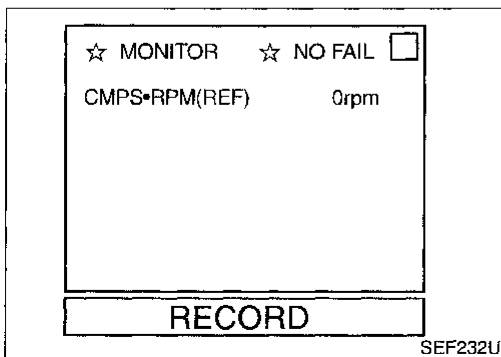 ☆ MONITOR ☆ NO FAIL
CMPS•RPM(REF) 0rpm
RECORD
SEF232U